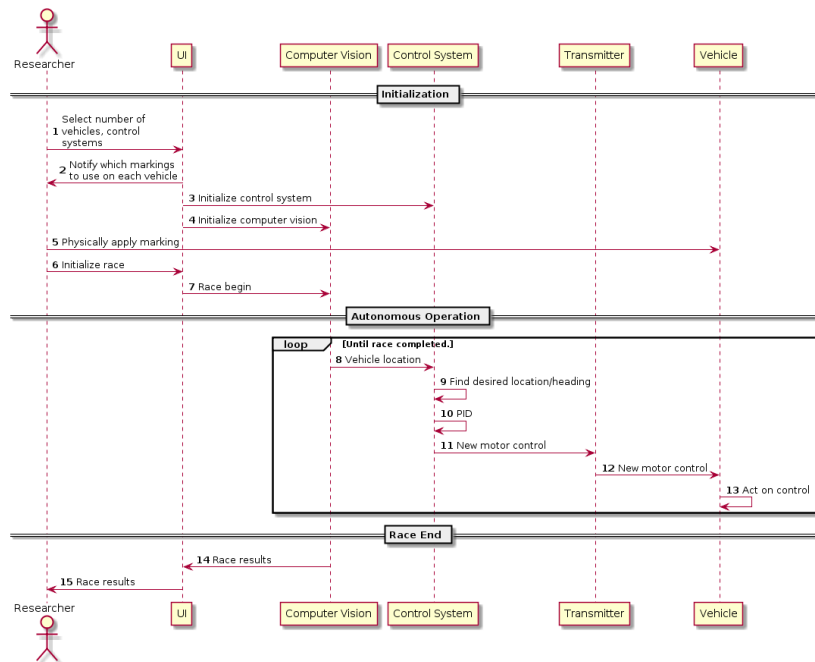 Researcher
UI
Computer Vision
Control System
Transmitter
Vehicle
Initialization
1 Select number of
vehicles, control
systems
2 Notify which markings
to use on each vehicle
3 Initialize control system
4 Initialize computer vision
5 Physically apply marking
6 Initialize race
7 Race begin
Autonomous Operation
loop [Until race completed.]
8 Vehicle location
9 Find desired location/heading
10 PID
11 New motor control
12 New motor control
13 Act on control
Race End
14 Race results
15 Race results
Researcher
UI
Computer Vision
Control System
Transmitter
Vehicle